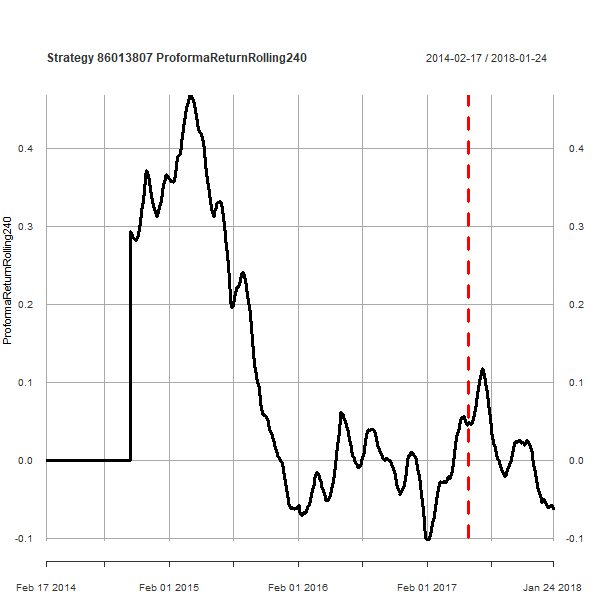 Strategy 86013807 ProformaReturnRolling240
2014-02-17 / 2018-01-24
ProformaReturnRolling240
0.4
0.4
0.3
0.3
0.2
0.2
0.1
0.1
0.0
0.0
-0.1
-0.1
Feb 17 2014
Feb 01 2015
Feb 01 2016
Feb 01 2017
Jan 24 2018